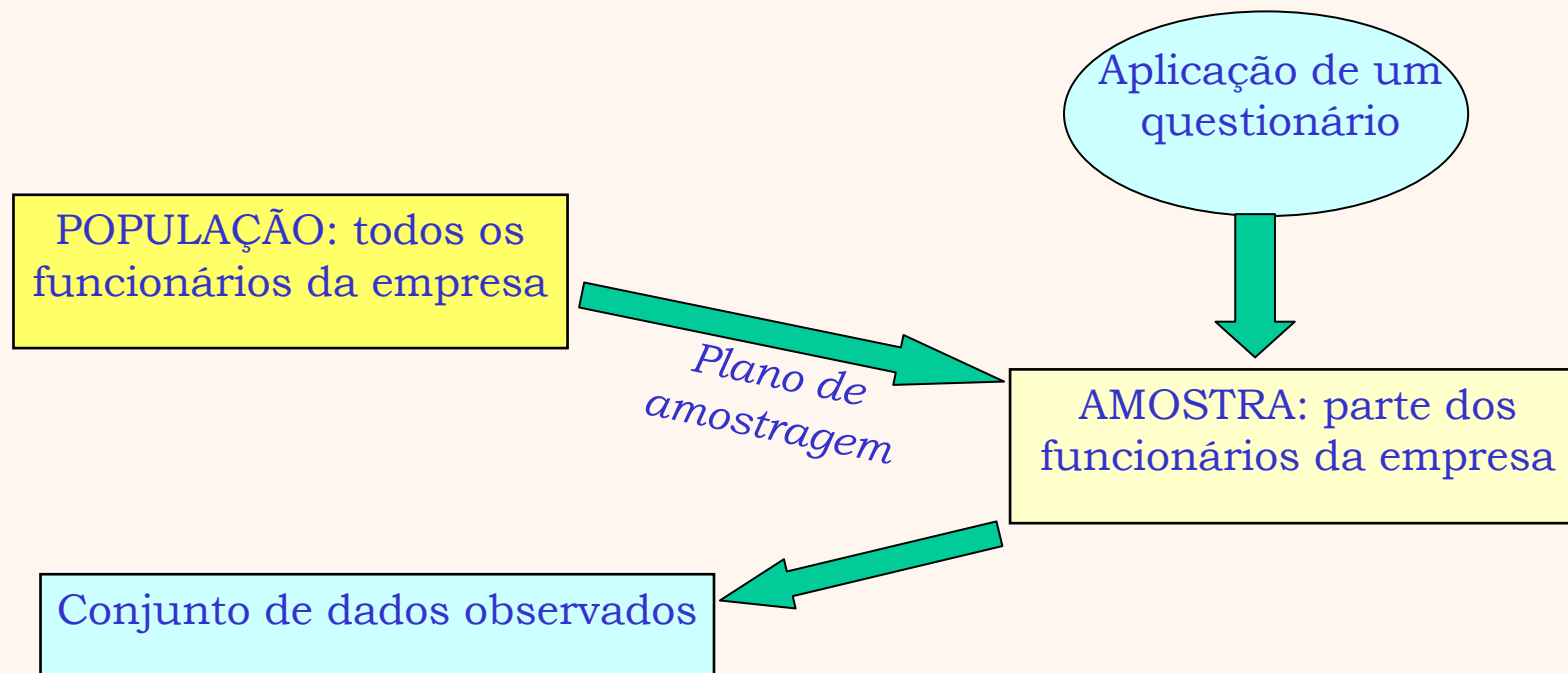 Aplicação de um
questionário
POPULAÇÃO: todos os
funcionários da empresa
Plano de
amostragem
AMOSTRA: parte dos
funcionários da empresa
Conjunto de dados observados